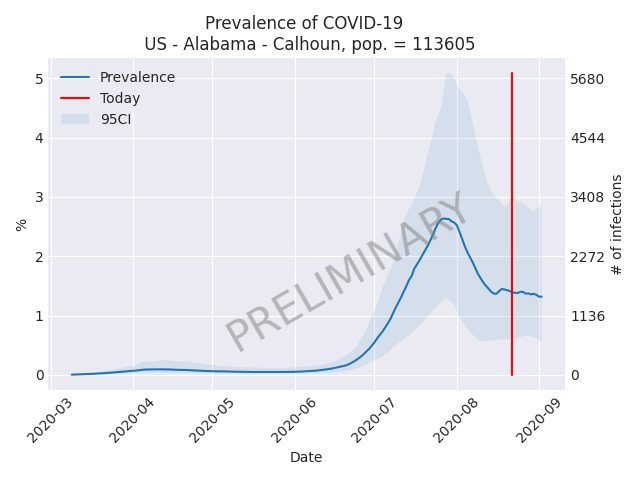 Prevalence of COVID-19
US - Alabama - Calhoun, pop. = 113605
Prevalence
Today
95CI
5
4
3
2
1
0
%
5680
4544
3408
2272
1136
0
# of infections
PRELIMINARY
2020-03
2020-04
2020-05
2020-06
2020-07
2020-08
2020-09
Date